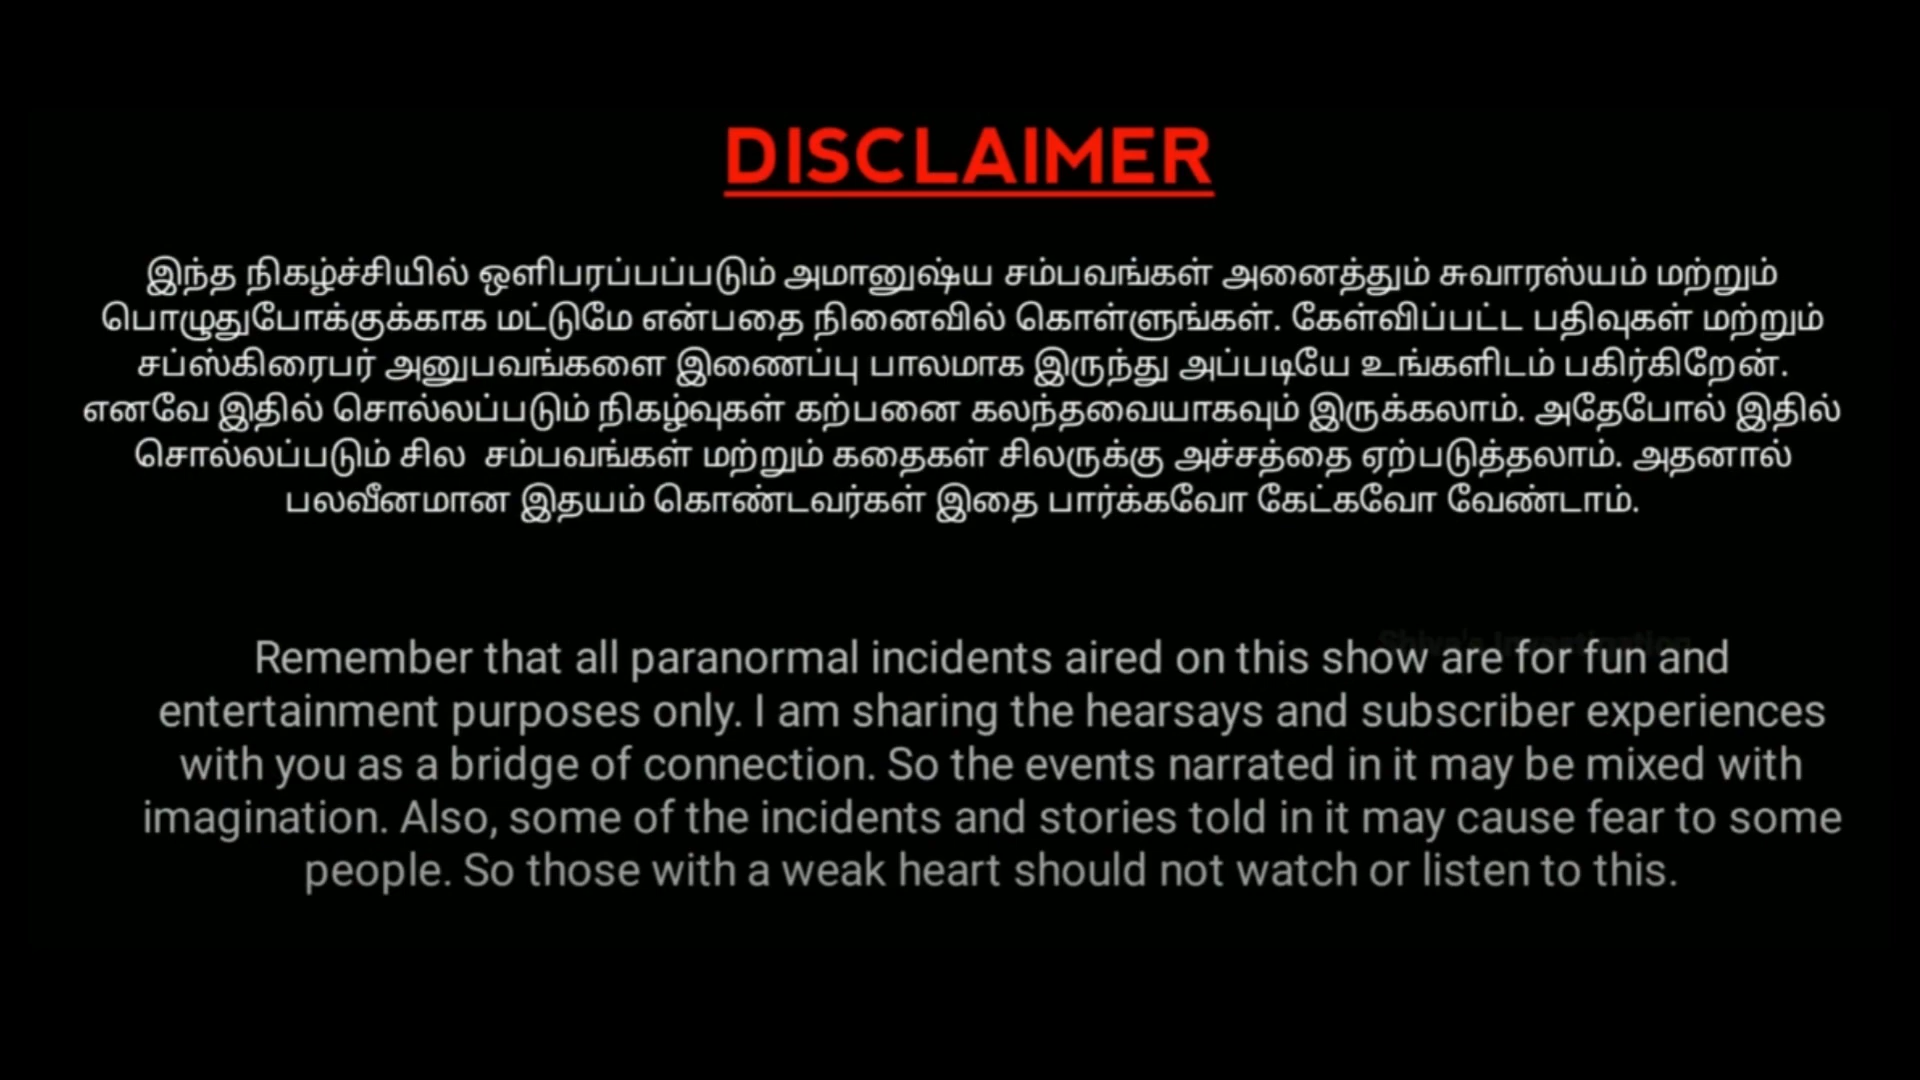 DISCLAIMER
இந்த நிகழ்ச்சியில் ஒளிபரப்பப்படும் அமானுஷ்ய சம்பவங்கள் அனைத்தும் சுவாரஸ்யம் மற்றும்
பொழுதுபோக்குக்காக மட்டுமே என்பதை நினைவில் கொள்ளுங்கள். கேள்விப்பட்ட பதிவுகள் மற்றும்
சப்ஸ்கிரைபர் அனுபவங்களை இணைப்பு பாலமாக இருந்து அப்படியே உங்களிடம் பகிர்கிறேன்.
எனவே இதில் சொல்லப்படும் நிகழ்வுகள் கற்பனை கலந்தவையாகவும் இருக்கலாம். அதேபோல் இதில்
சொல்லப்படும் சில சம்பவங்கள் மற்றும் கதைகள் சிலருக்கு அச்சத்தை ஏற்படுத்தலாம். அதனால்
பலவீனமான இதயம் கொண்டவர்கள் இதை பார்க்கவோ கேட்கவோ வேண்டாம்.
Shiva's Investigation
Remember that all paranormal incidents aired on this show are for fun and
entertainment purposes only. I am sharing the hearsays and subscriber experiences
with you as a bridge of connection. So the events narrated in it may be mixed with
imagination. Also, some of the incidents and stories told in it may cause fear to some
people. So those with a weak heart should not watch or listen to this.